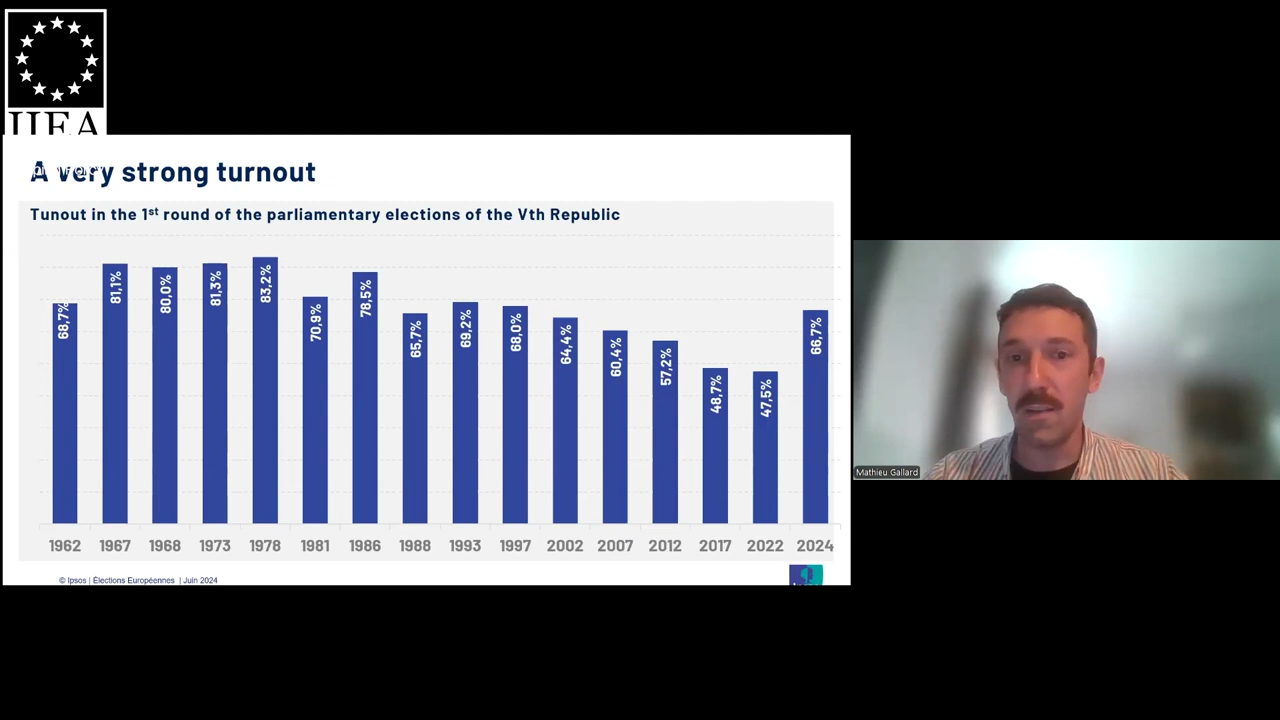 IIEA
A very strong turnout
Tunout in the 1st round of the parliamentary elections of the Vth Republic
68,7%
81,1%
80,0%
81,3%
83,2%
70,9%
78,5%
65,7%
69,2%
68,0%
64,4%
60,4%
57,2%
48,7%
47,5%
66,7%
1962 1967 1968 1973 1978 1981 1986 1988 1993 1997 2002 2007 2012 2017 2022 2024
© Ipsos | Élections Européennes | Juin 2024
Mathieu Gallard